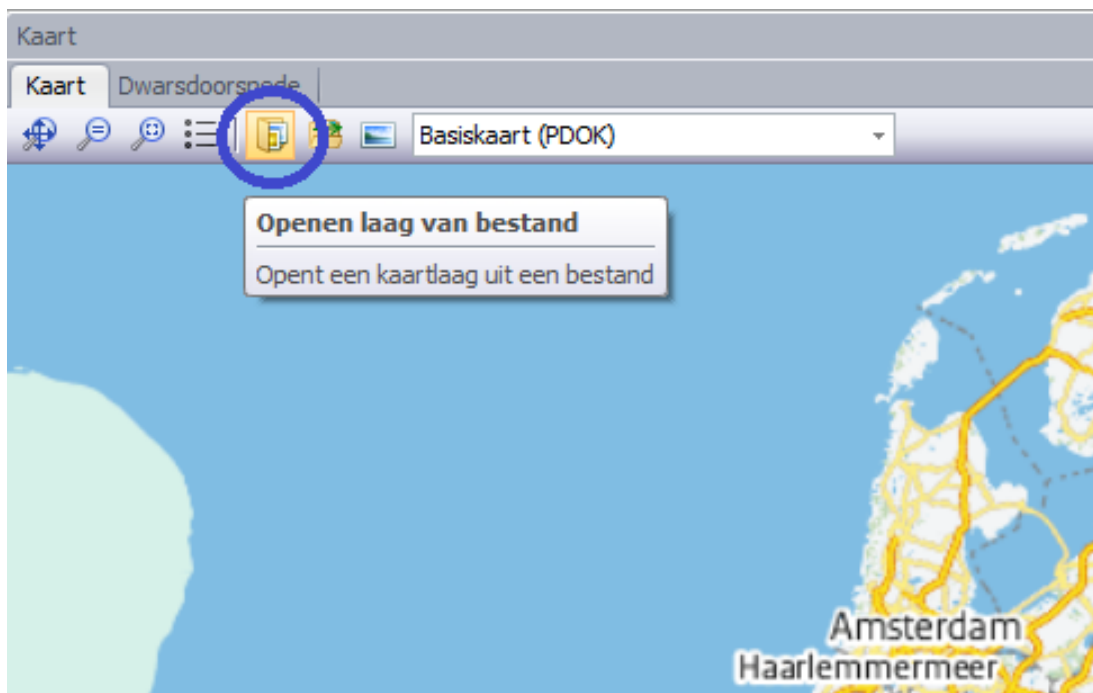 Kaart
Kaart Dwarsdoorsnede
Basiskaart (PDOK)
Openen laag van bestand
Opent een kaartlaag uit een bestand
Amsterdam
Haarlemmermeer